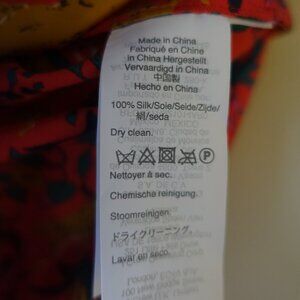 Made in China
Fabriqué en Chine
in China Hergestellt
Vervaardigd in China
中国製
Hecho en China
100% Silk/Soie/Seide/Zijde/
絹/seda
Dry clean.
Nettoyer à sec.
Chemische reinigung.
Stoomreinigen.
ドライクリーニング。
Lavar en seco.